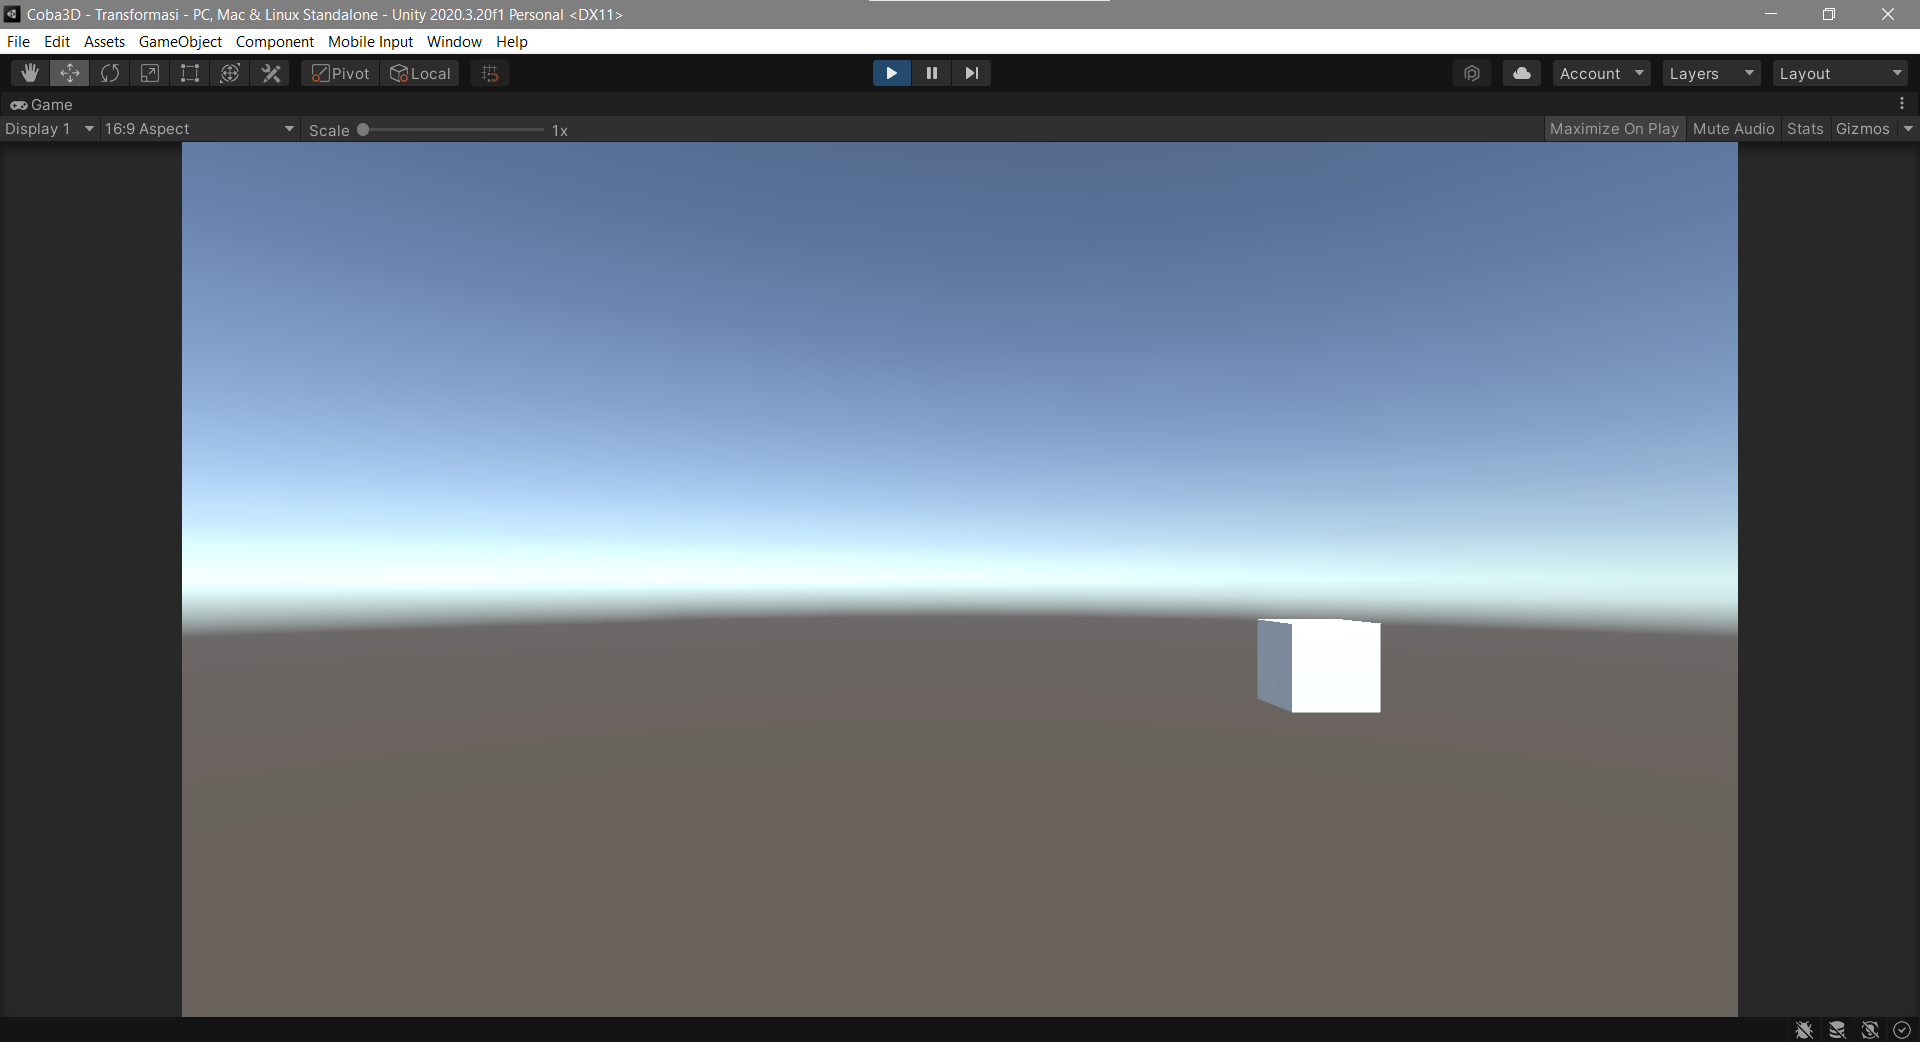 Coba3D - Transformasi - PC, Mac & Linux Standalone - Unity 2020.3.20f1 Personal <DX11>
File Edit Assets GameObject Component Mobile Input Window Help
Pivot Local Account Layers Layout
Game
Display 1 16:9 Aspect Scale 1x Maximize On Play Mute Audio Stats Gizmos